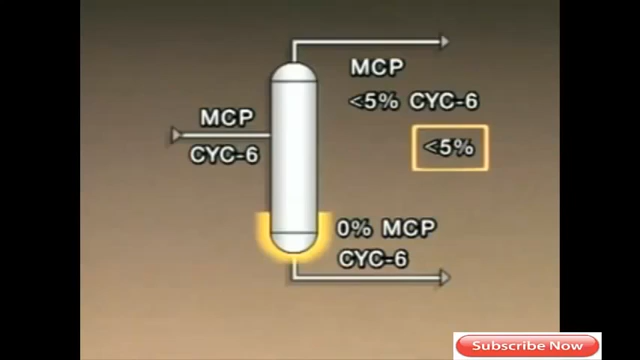 MCP
<5% CYC-6
MCP
CYC-6
<5%
0% MCP
CYC-6
Subscribe Now